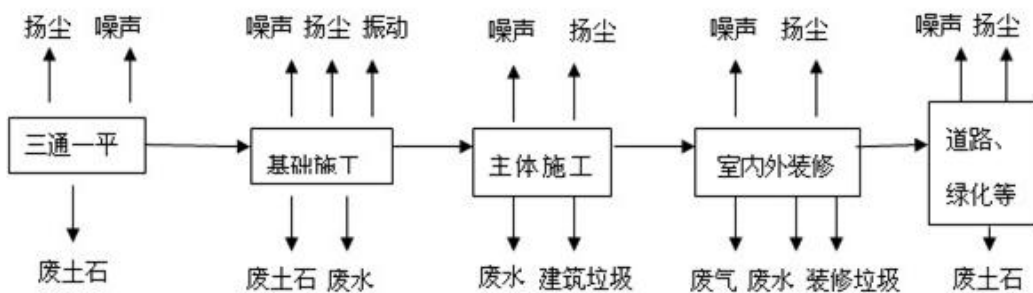 扬尘 噪声
噪声 扬尘 振动
噪声 扬尘
噪声 扬尘
噪声 扬尘
三通一平
基础施工
主体施工
室内外装修
道路、
绿化等
废土石
废土石 废水
废水 建筑垃圾
废气 废水 装修垃圾
废土石